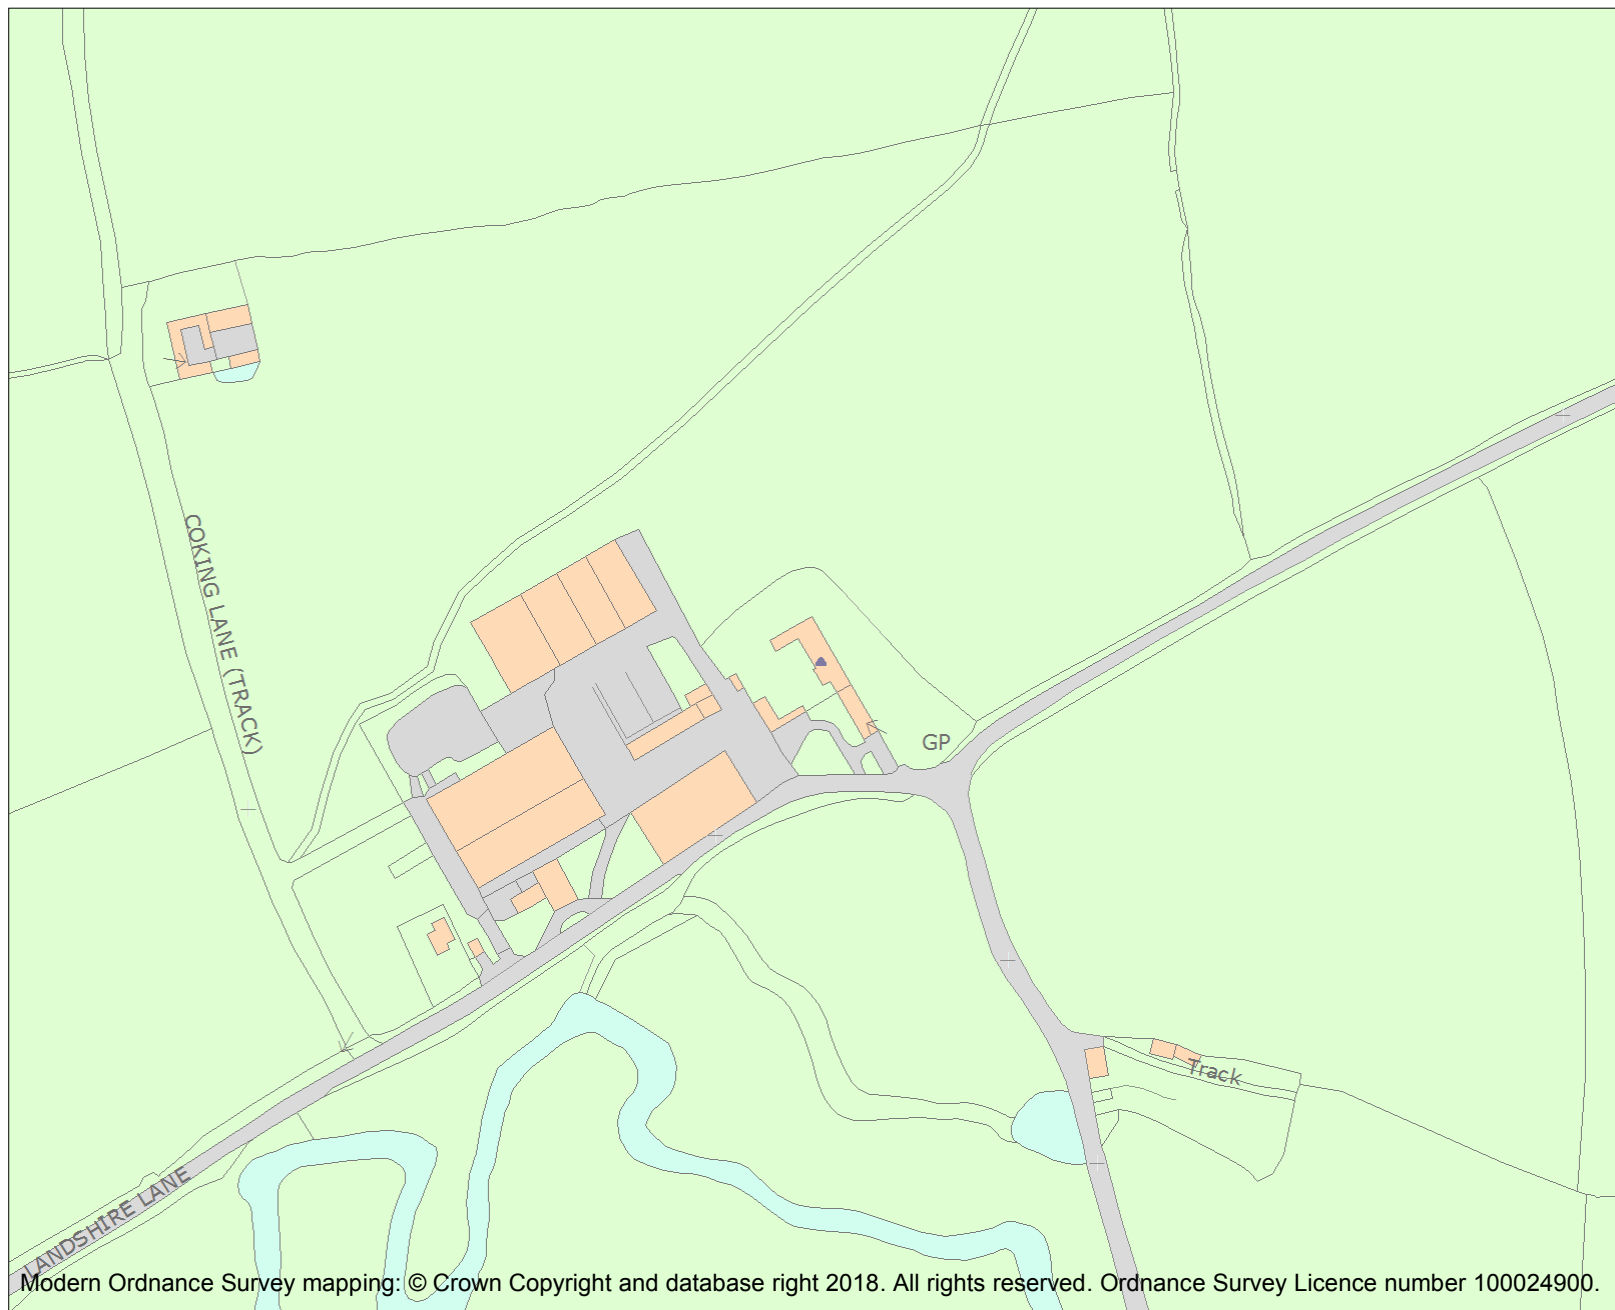 COKING LANE (TRACK)
GP
Track
LANDSHIRE LANE
Modern Ordnance Survey mapping: © Crown Copyright and database right 2018. All rights reserved. Ordnance Survey Licence number 100024900.